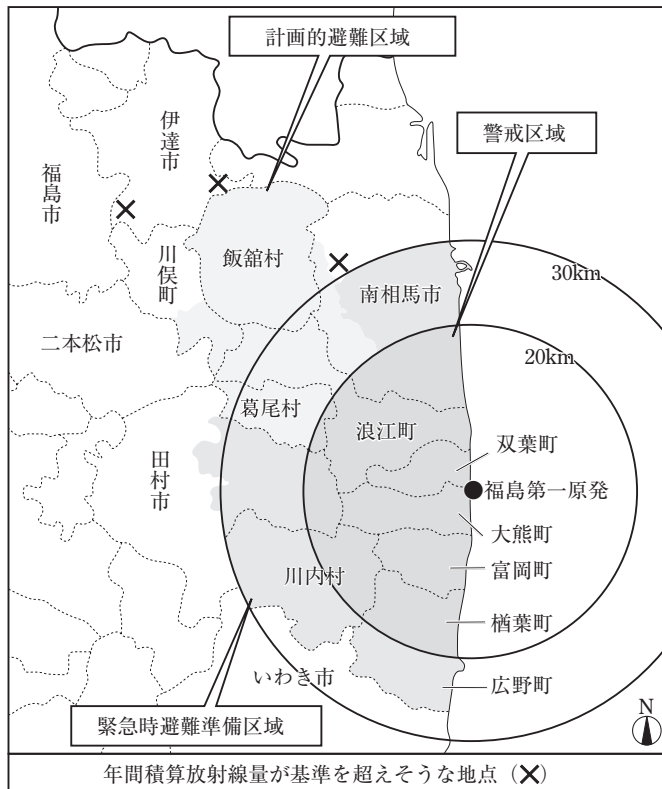 計画的避難区域
警戒区域
伊達市
福島市
川俣町
飯舘村
南相馬市
30km
二本松市
20km
葛尾村
浪江町
双葉町
田村市
福島第一原発
大熊町
川内村
富岡町
楢葉町
いわき市
広野町
緊急時避難準備区域
N
年間積算放射線量が基準を超えそうな地点（✕）